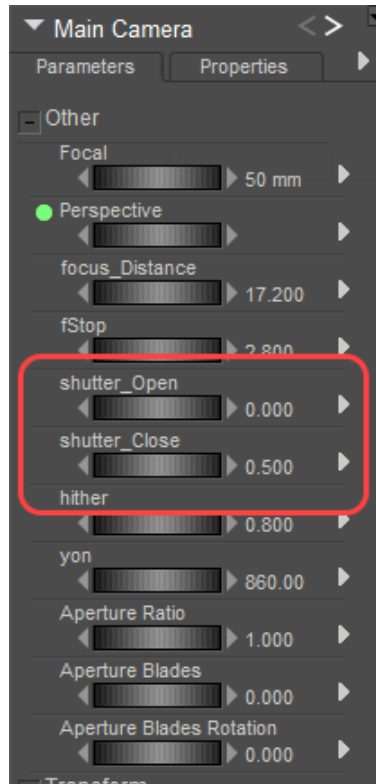 Main Camera
Parameters Properties
Other
Focal
50 mm
Perspective
focus_Distance
17.200
fStop
2.800
shutter_Open
0.000
shutter_Close
0.500
hither
0.800
yon
860.00
Aperture Ratio
1.000
Aperture Blades
0.000
Aperture Blades Rotation
0.000
Transform